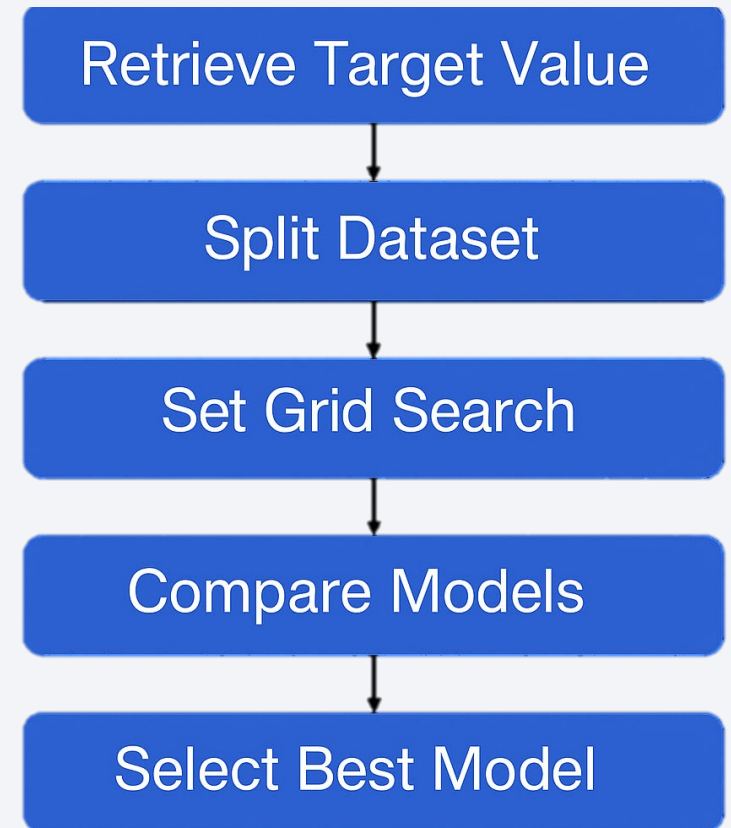 Retrieve Target Value
Split Dataset
Set Grid Search
Compare Models
Select Best Model